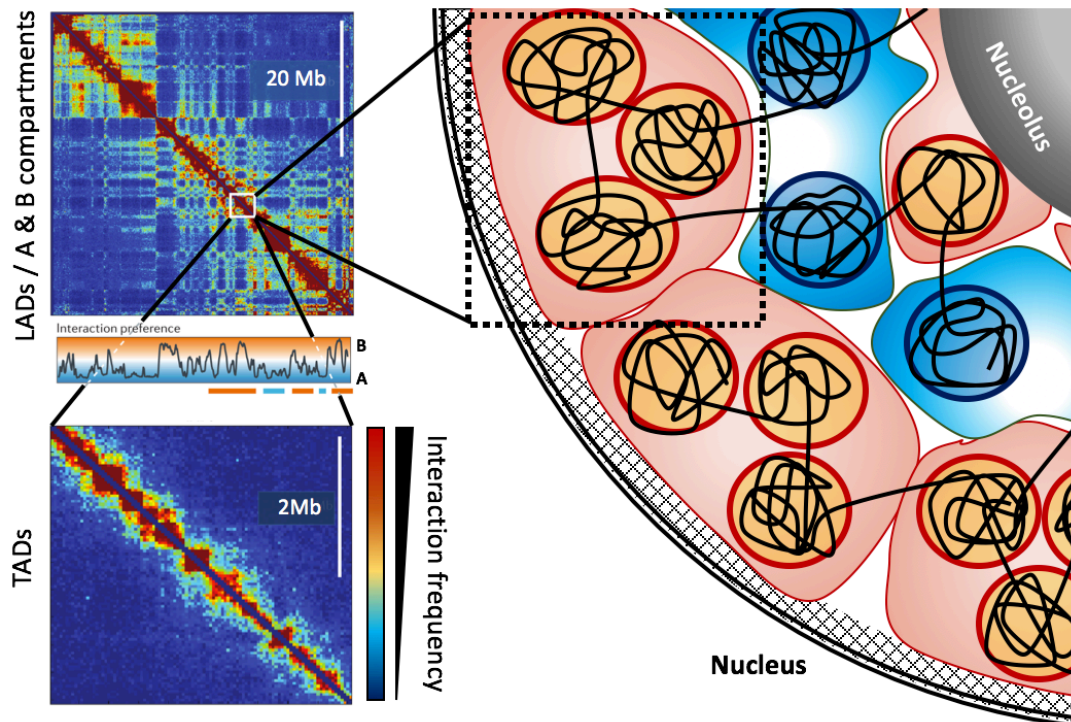 LADs / A & B compartments
20 Mb
Interaction preference
B
A
TADs
2Mb
Interaction frequency
Nucleolus
Nucleus